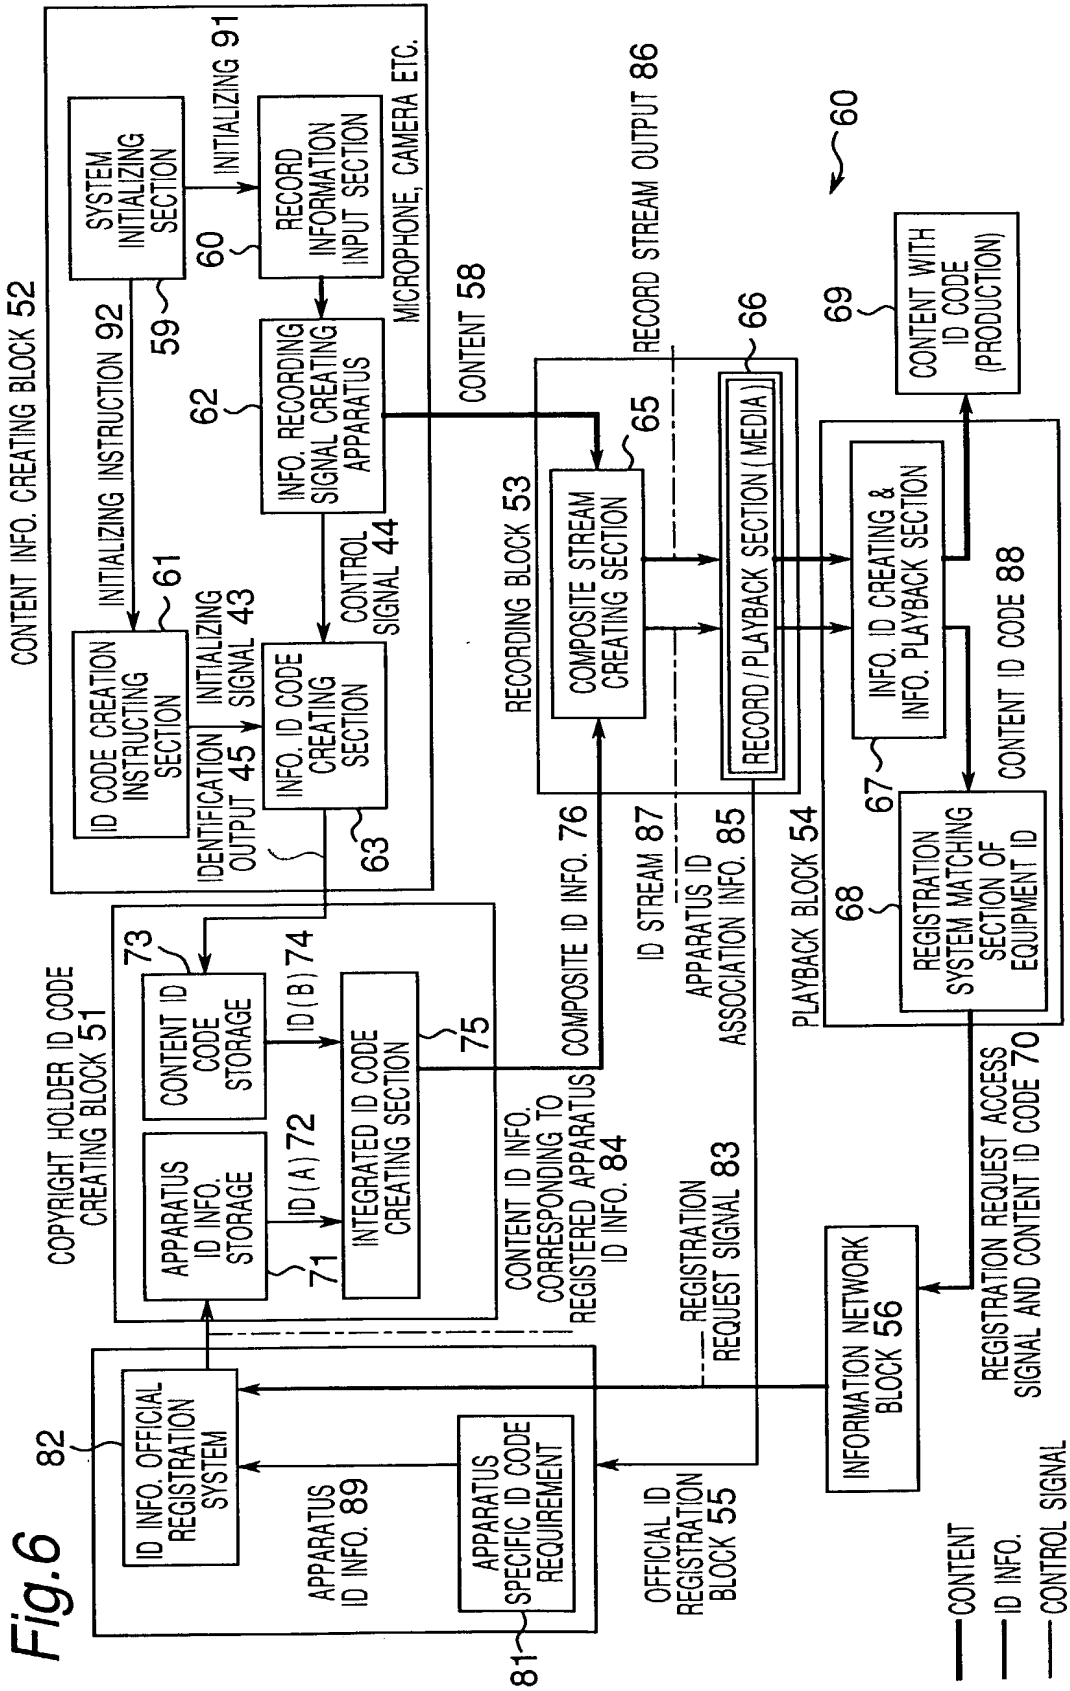 Fig.6
CONTENT INFO. CREATING BLOCK 52
SYSTEM
INITIALIZING
SECTION
59
INITIALIZING 91
INITIALIZING INSTRUCTION 92
RECORD
INFORMATION
INPUT SECTION
60
MICROPHONE, CAMERA ETC.
ID CODE CREATION
INSTRUCTING
SECTION
61
INITIALIZING
SIGNAL 43
INFO. RECORDING
SIGNAL CREATING
APPARATUS
62
CONTROL
SIGNAL 44
INFO. ID CODE
CREATING
SECTION
63
IDENTIFICATION
OUTPUT 45
CONTENT 58
COPYRIGHT HOLDER ID CODE
CREATING BLOCK 51
CONTENT ID
CODE
STORAGE
73
APPARATUS
ID INFO.
STORAGE
71
ID(B) 74
ID(A) 72
INTEGRATED ID CODE
CREATING SECTION
75
COMPOSITE ID INFO. 76
CONTENT ID INFO.
CORRESPONDING TO
REGISTERED APPARATUS
ID INFO. 84
RECORDING BLOCK 53
COMPOSITE STREAM
CREATING SECTION
65
RECORD STREAM OUTPUT 86
ID STREAM 87
RECORD/PLAYBACK SECTION(MEDIA)
66
APPARATUS ID
ASSOCIATION INFO. 85
PLAYBACK BLOCK 54
INFO. ID CREATING &
INFO. PLAYBACK SECTION
67
CONTENT WITH
ID CODE
(PRODUCTION)
69
60
CONTENT ID CODE 88
REGISTRATION
SYSTEM MATCHING
SECTION OF
EQUIPMENT ID
68
REGISTRATION REQUEST ACCESS
SIGNAL AND CONTENT ID CODE 70
INFORMATION NETWORK
BLOCK 56
REGISTRATION
REQUEST SIGNAL 83
ID INFO. OFFICIAL
REGISTRATION
SYSTEM
82
APPARATUS
ID INFO. 89
APPARATUS
SPECIFIC ID CODE
REQUIREMENT
81
OFFICIAL ID
REGISTRATION
BLOCK 55
CONTENT
ID INFO.
CONTROL SIGNAL